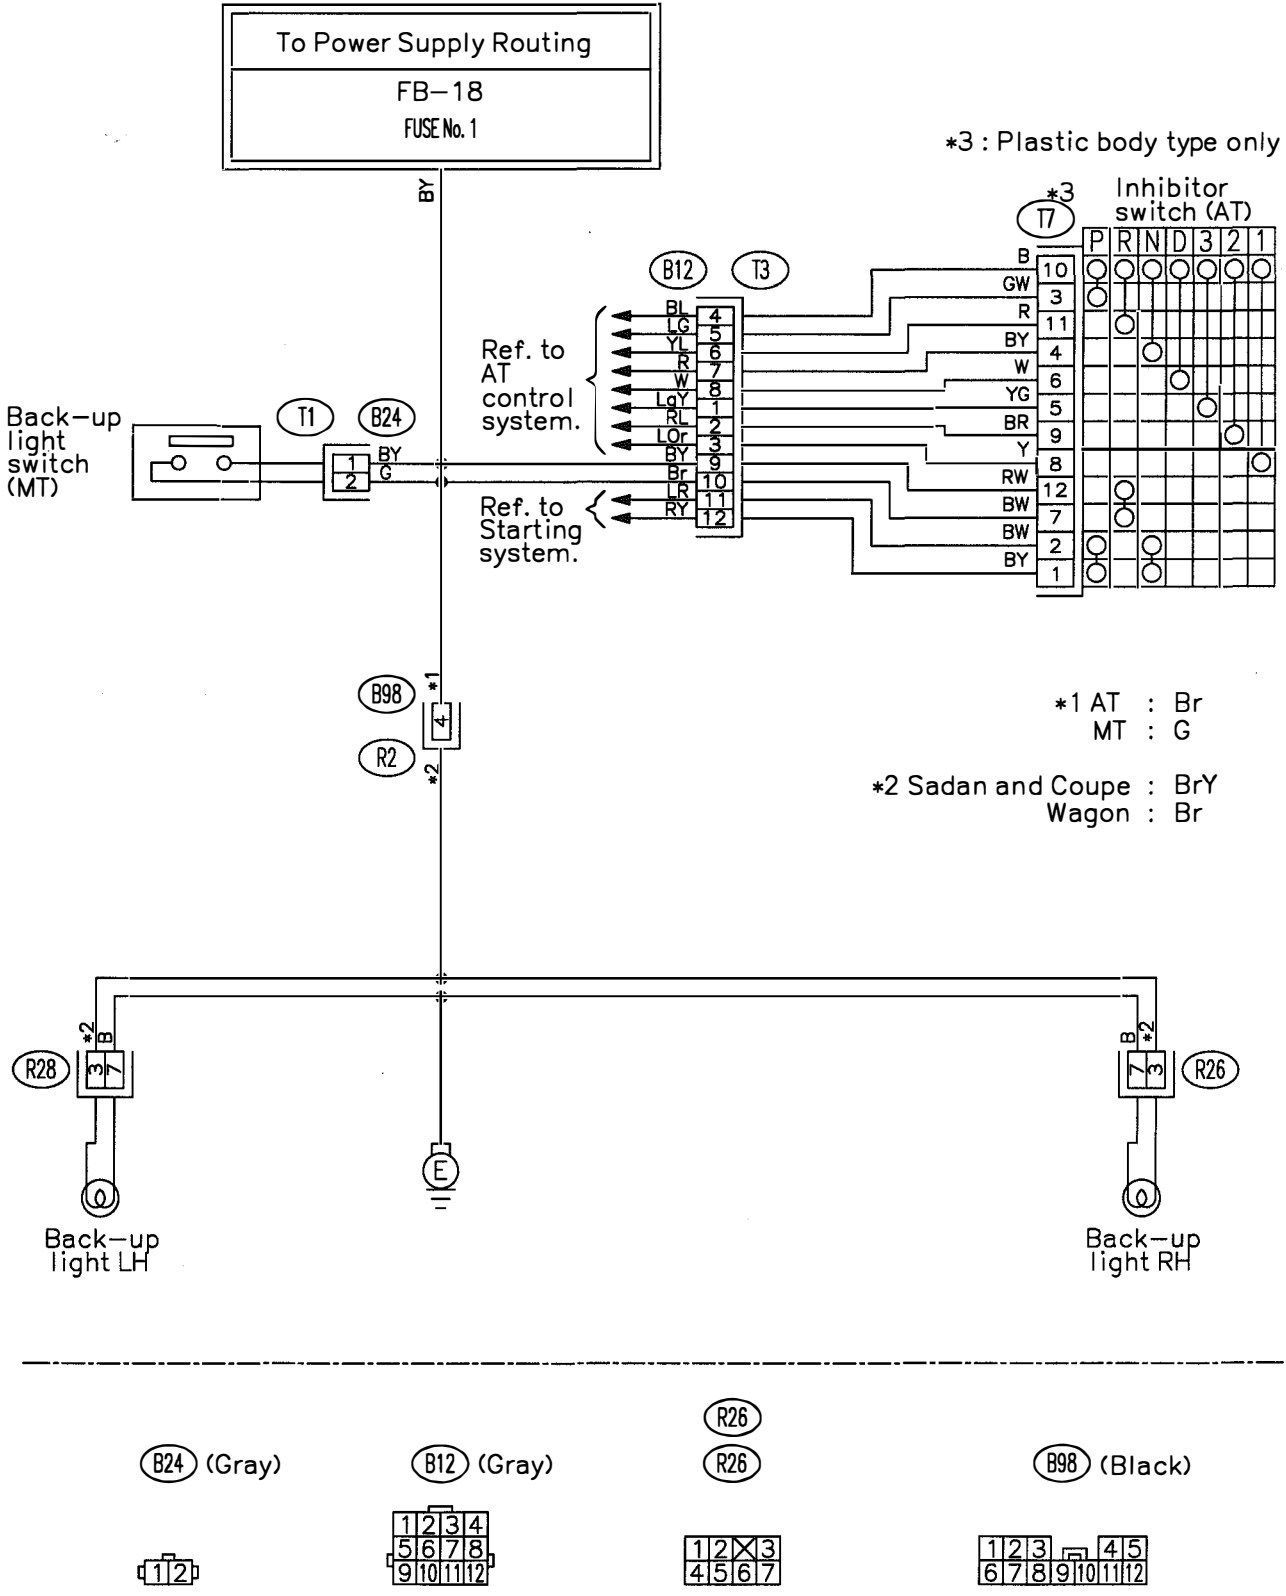 To Power Supply Routing
FB-18
FUSE No. 1
BY
*3 : Plastic body type only
*3
Inhibitor
switch (AT)
T7
P R N D 3 2 1
B12 T3
B 10
GW 3
R 11
BY 4
W 6
YG 5
BR 9
Y 8
RW 12
BW 7
BW 2
BY 1
Ref. to
AT
control
system.
BL 4
LG 5
YL 6
R 7
W 8
LgY 1
RL 2
LOr 3
BY 9
Br 10
LR 11
RY 12
Ref. to
Starting
system.
Back-up
light
switch
(MT)
T1 B24
1 BY
2 G
B98 *1
4
R2 *2
*1 AT : Br
MT : G
*2 Sadan and Coupe : BrY
Wagon : Br
*2 B
R28 3 7
B *2
7 3 R26
E
Back-up
light LH
Back-up
light RH
R26
B24 (Gray)
B12 (Gray)
R26
B98 (Black)
1 2
1 2 3 4
5 6 7 8
9 10 11 12
1 2 3
4 5 6 7
1 2 3 4 5
6 7 8 9 10 11 12